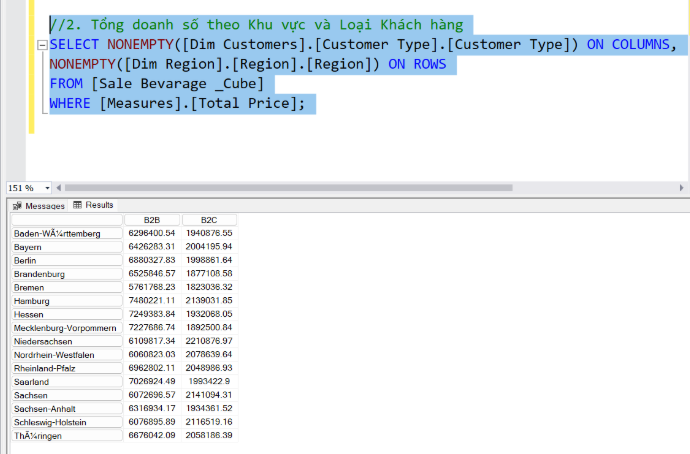 //2. Tổng doanh số theo Khu vực và Loại Khách hàng
SELECT NONEMPTY([Dim Customers].[Customer Type].[Customer Type]) ON COLUMNS,
NONEMPTY([Dim Region].[Region].[Region]) ON ROWS
FROM [Sale Bevarage _Cube]
WHERE [Measures].[Total Price];
151 %
Messages Results
B2B B2C
Baden-WÃ¼rttemberg 6296400.54 1940876.55
Bayern 6426283.31 2004195.94
Berlin 6880327.83 1998861.64
Brandenburg 6525846.57 1877108.58
Bremen 5761768.23 1823036.32
Hamburg 7480221.11 2139031.85
Hessen 7249383.84 1932068.05
Mecklenburg-Vorpommern 7227686.74 1892500.84
Niedersachsen 6109817.34 2210876.97
Nordrhein-Westfalen 6060823.03 2078639.64
Rheinland-Pfalz 6962802.11 2048986.93
Saarland 7026924.49 1993422.9
Sachsen 6072696.57 2141094.31
Sachsen-Anhalt 6316934.17 1934361.52
Schleswig-Holstein 6076895.89 2116519.16
ThÃ¼ringen 6676042.09 2058186.39